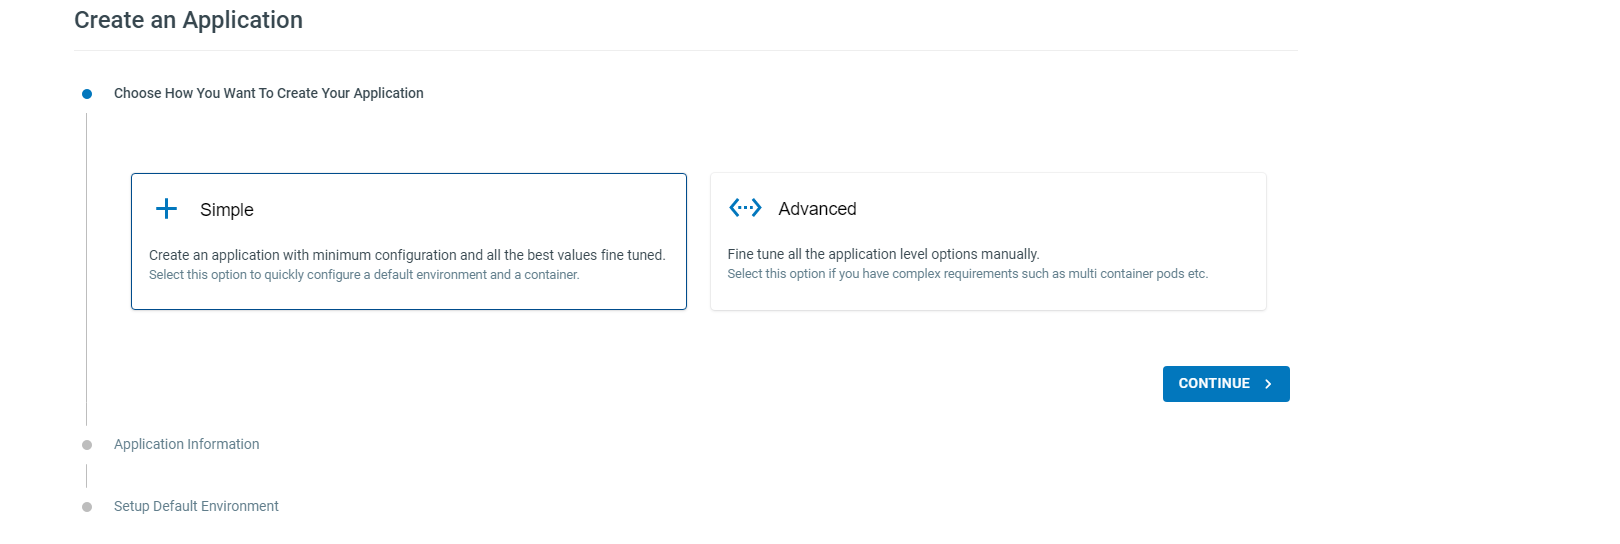 Create an Application
Choose How You Want To Create Your Application
Simple
Create an application with minimum configuration and all the best values fine tuned.
Select this option to quickly configure a default environment and a container.
Advanced
Fine tune all the application level options manually.
Select this option if you have complex requirements such as multi container pods etc.
CONTINUE
Application Information
Setup Default Environment